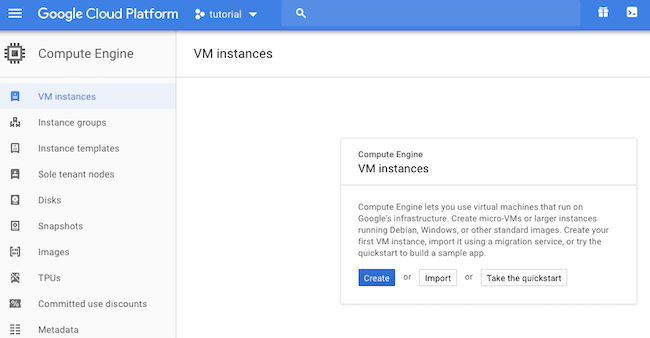 Google Cloud Platform
tutorial
Compute Engine
VM instances
VM instances
Instance groups
Instance templates
Sole tenant nodes
Disks
Snapshots
Images
TPUs
Committed use discounts
Metadata
Compute Engine
VM instances
Compute Engine lets you use virtual machines that run on
Google's infrastructure. Create micro-VMs or larger instances
running Debian, Windows, or other standard images. Create your
first VM instance, import it using a migration service, or try the
quickstart to build a sample app.
Create or Import or Take the quickstart